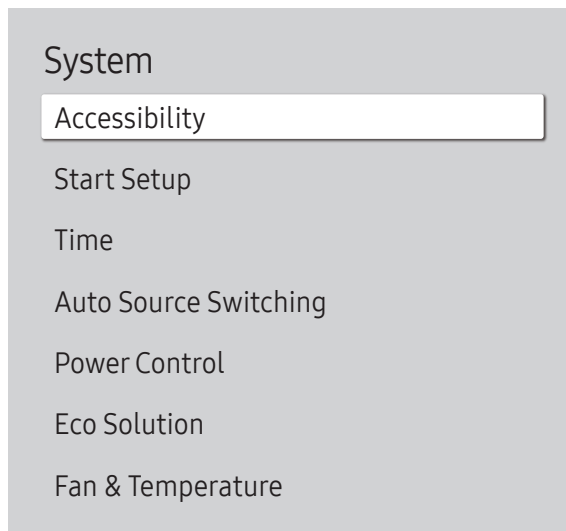 System
Accessibility
Start Setup
Time
Auto Source Switching
Power Control
Eco Solution
Fan & Temperature